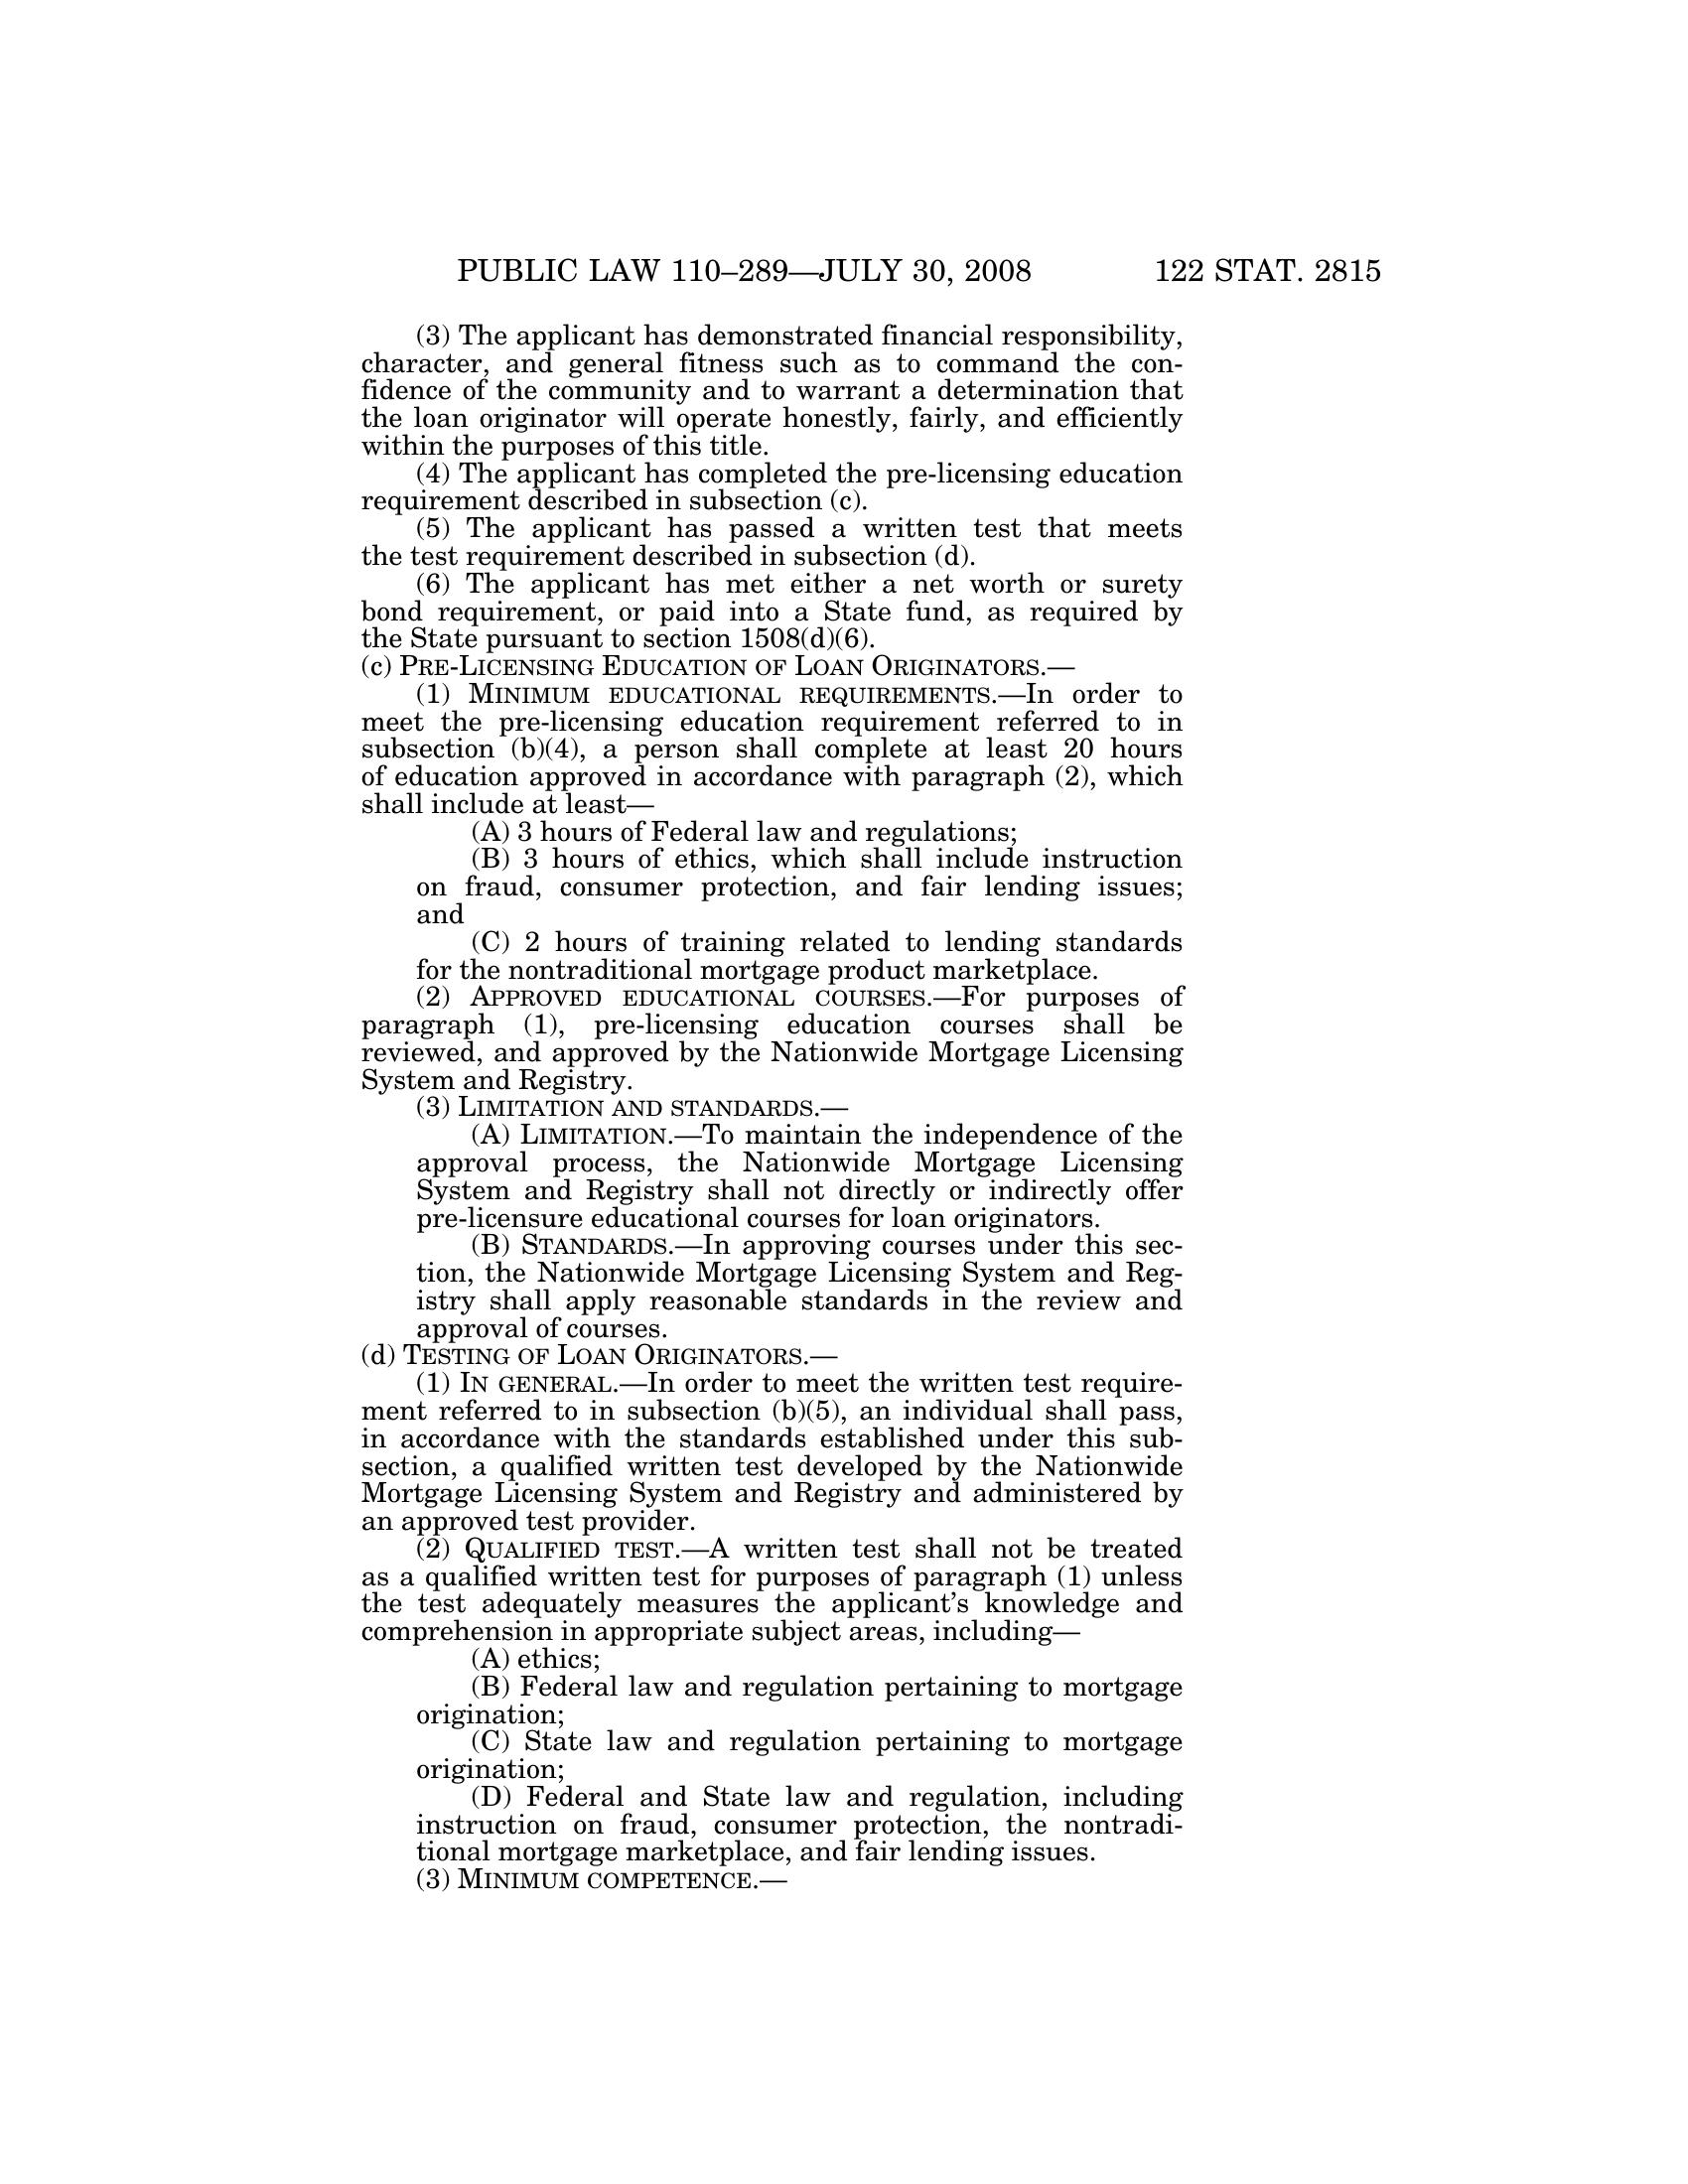 PUBLIC LAW 110–289—JULY 30, 2008 122 STAT. 2815
(3) The applicant has demonstrated financial responsibility,
character, and general fitness such as to command the con-
fidence of the community and to warrant a determination that
the loan originator will operate honestly, fairly, and efficiently
within the purposes of this title.
(4) The applicant has completed the pre-licensing education
requirement described in subsection (c).
(5) The applicant has passed a written test that meets
the test requirement described in subsection (d).
(6) The applicant has met either a net worth or surety
bond requirement, or paid into a State fund, as required by
the State pursuant to section 1508(d)(6).
(c) PRE-LICENSING EDUCATION OF LOAN ORIGINATORS.—
(1) MINIMUM EDUCATIONAL REQUIREMENTS.—In order to
meet the pre-licensing education requirement referred to in
subsection (b)(4), a person shall complete at least 20 hours
of education approved in accordance with paragraph (2), which
shall include at least—
(A) 3 hours of Federal law and regulations;
(B) 3 hours of ethics, which shall include instruction
on fraud, consumer protection, and fair lending issues;
and
(C) 2 hours of training related to lending standards
for the nontraditional mortgage product marketplace.
(2) APPROVED EDUCATIONAL COURSES.—For purposes of
paragraph (1), pre-licensing education courses shall be
reviewed, and approved by the Nationwide Mortgage Licensing
System and Registry.
(3) LIMITATION AND STANDARDS.—
(A) LIMITATION.—To maintain the independence of the
approval process, the Nationwide Mortgage Licensing
System and Registry shall not directly or indirectly offer
pre-licensure educational courses for loan originators.
(B) STANDARDS.—In approving courses under this sec-
tion, the Nationwide Mortgage Licensing System and Reg-
istry shall apply reasonable standards in the review and
approval of courses.
(d) TESTING OF LOAN ORIGINATORS.—
(1) IN GENERAL.—In order to meet the written test require-
ment referred to in subsection (b)(5), an individual shall pass,
in accordance with the standards established under this sub-
section, a qualified written test developed by the Nationwide
Mortgage Licensing System and Registry and administered by
an approved test provider.
(2) QUALIFIED TEST.—A written test shall not be treated
as a qualified written test for purposes of paragraph (1) unless
the test adequately measures the applicant's knowledge and
comprehension in appropriate subject areas, including—
(A) ethics;
(B) Federal law and regulation pertaining to mortgage
origination;
(C) State law and regulation pertaining to mortgage
origination;
(D) Federal and State law and regulation, including
instruction on fraud, consumer protection, the nontradi-
tional mortgage marketplace, and fair lending issues.
(3) MINIMUM COMPETENCE.—